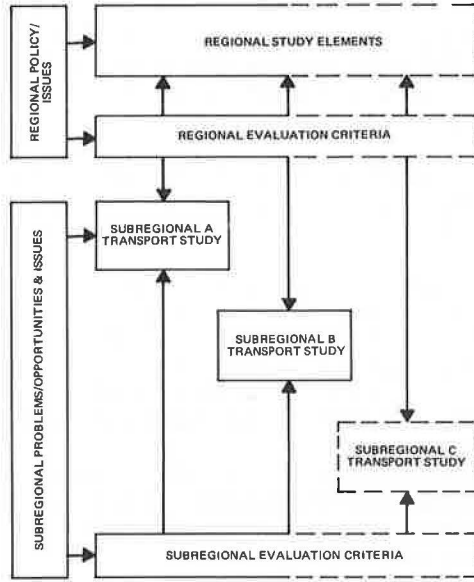 REGIONAL POLICY/
ISSUES
REGIONAL STUDY ELEMENTS
REGIONAL EVALUATION CRITERIA
SUBREGIONAL PROBLEMS/OPPORTUNITIES & ISSUES
SUBREGIONAL A
TRANSPORT STUDY
SUBREGIONAL B
TRANSPORT STUDY
SUBREGIONAL C
TRANSPORT STUDY
SUBREGIONAL EVALUATION CRITERIA